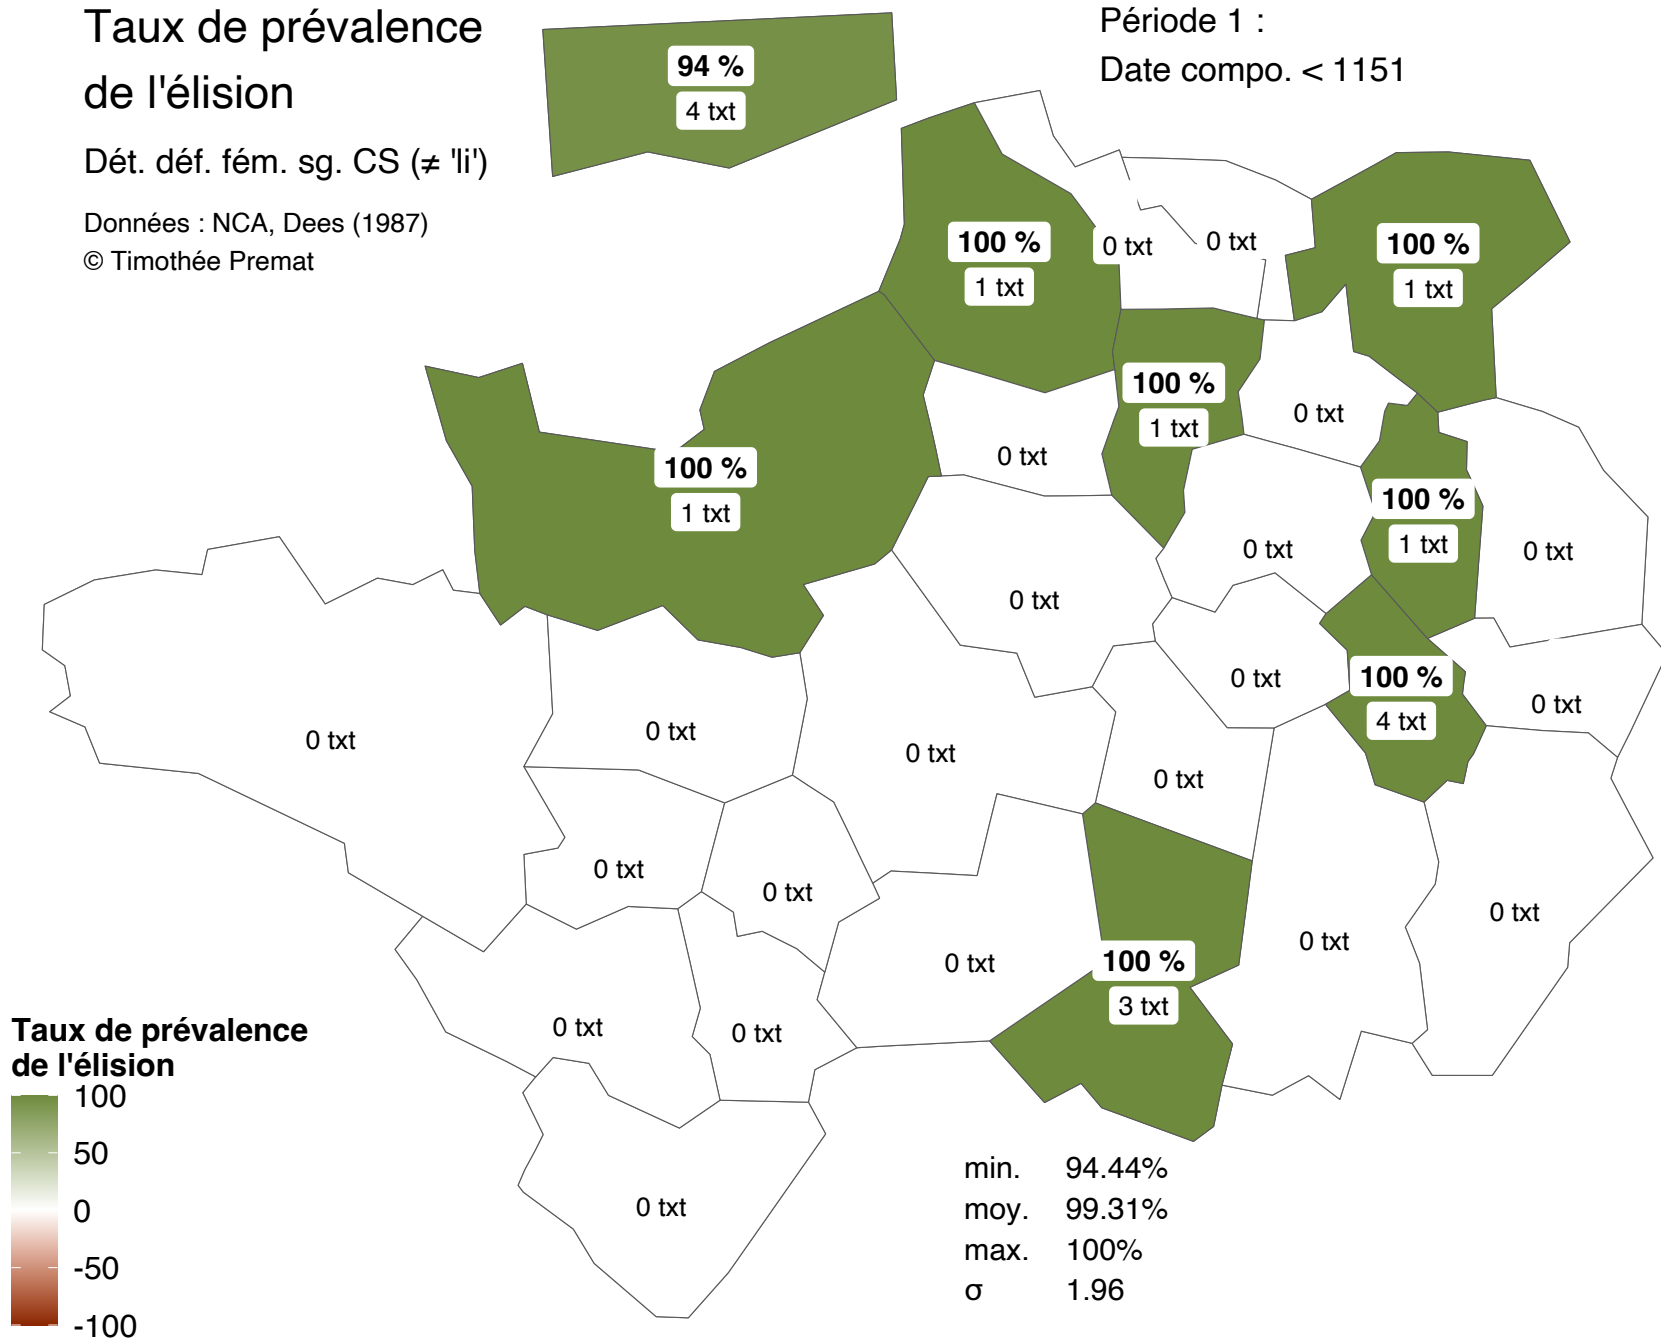 Taux de prévalence
de l'élision
Dét. déf. fém. sg. CS (≠ 'li')
Données : NCA, Dees (1987)
© Timothée Premat
Période 1 :
Date compo. < 1151
94 %
4 txt
100 %
1 txt
0 txt
0 txt
100 %
1 txt
100 %
1 txt
0 txt
0 txt
100 %
1 txt
100 %
1 txt
0 txt
0 txt
0 txt
0 txt
100 %
4 txt
0 txt
0 txt
0 txt
0 txt
0 txt
0 txt
0 txt
0 txt
0 txt
0 txt
100 %
3 txt
0 txt
0 txt
0 txt
0 txt
Taux de prévalence
de l'élision
100
50
0
-50
-100
min. 94.44%
moy. 99.31%
max. 100%
σ 1.96